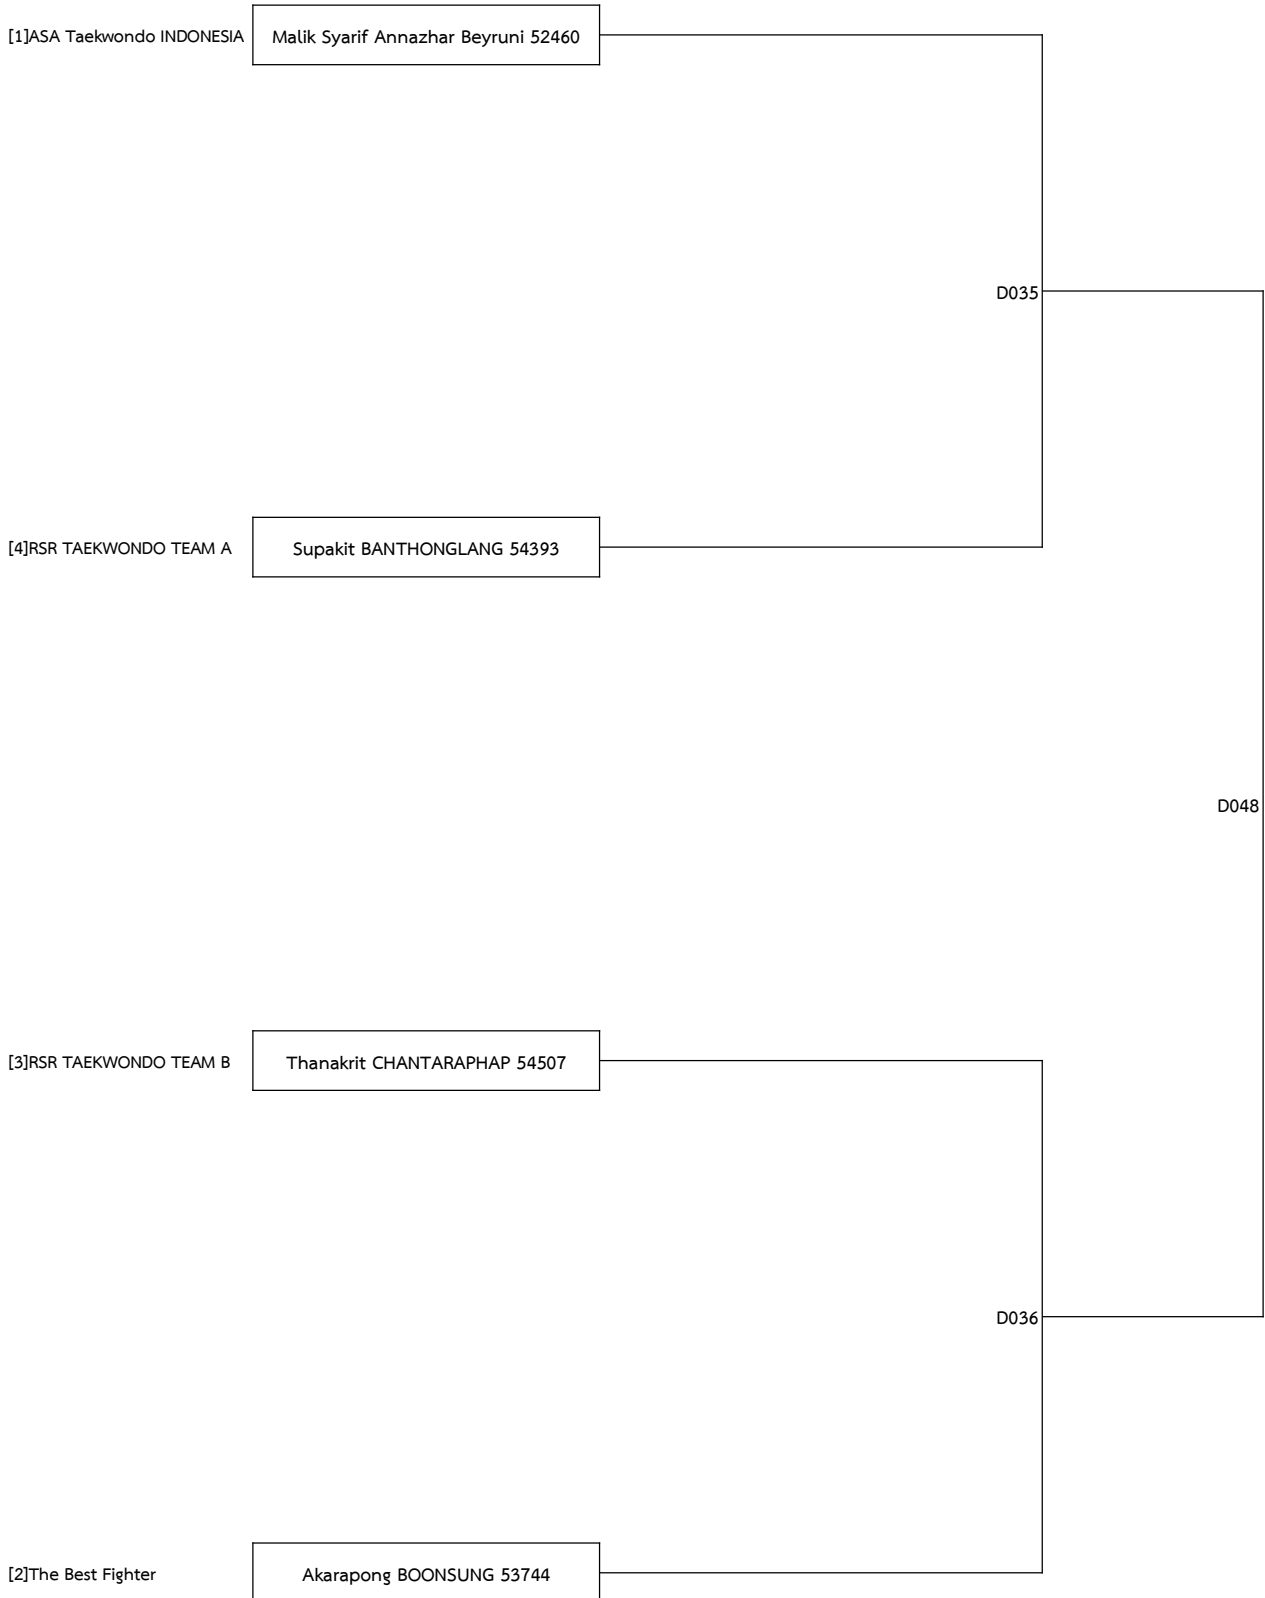 [1]ASA Taekwondo INDONESIA Malik Syarif Annazhar Beyruni 52460
D035
[4]RSR TAEKWONDO TEAM A Supakit BANTHONGLANG 54393
D048
[3]RSR TAEKWONDO TEAM B Thanakrit CHANTARAPHAP 54507
D036
[2]The Best Fighter Akarapong BOONSUNG 53744